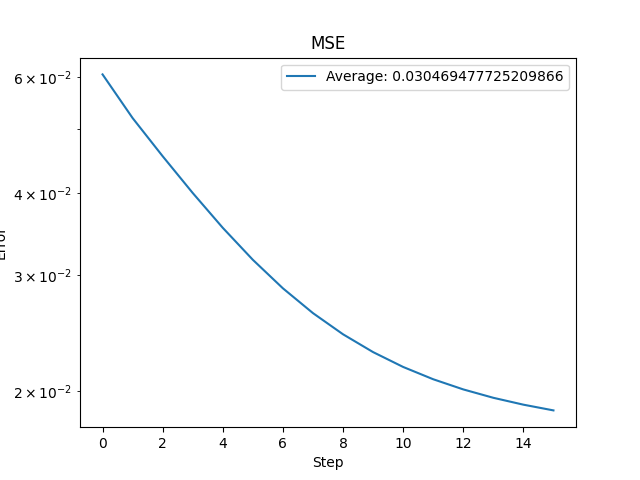 MSE
Average: 0.030469477725209866
6 × 10⁻²
4 × 10⁻²
3 × 10⁻²
2 × 10⁻²
Error
0 2 4 6 8 10 12 14
Step